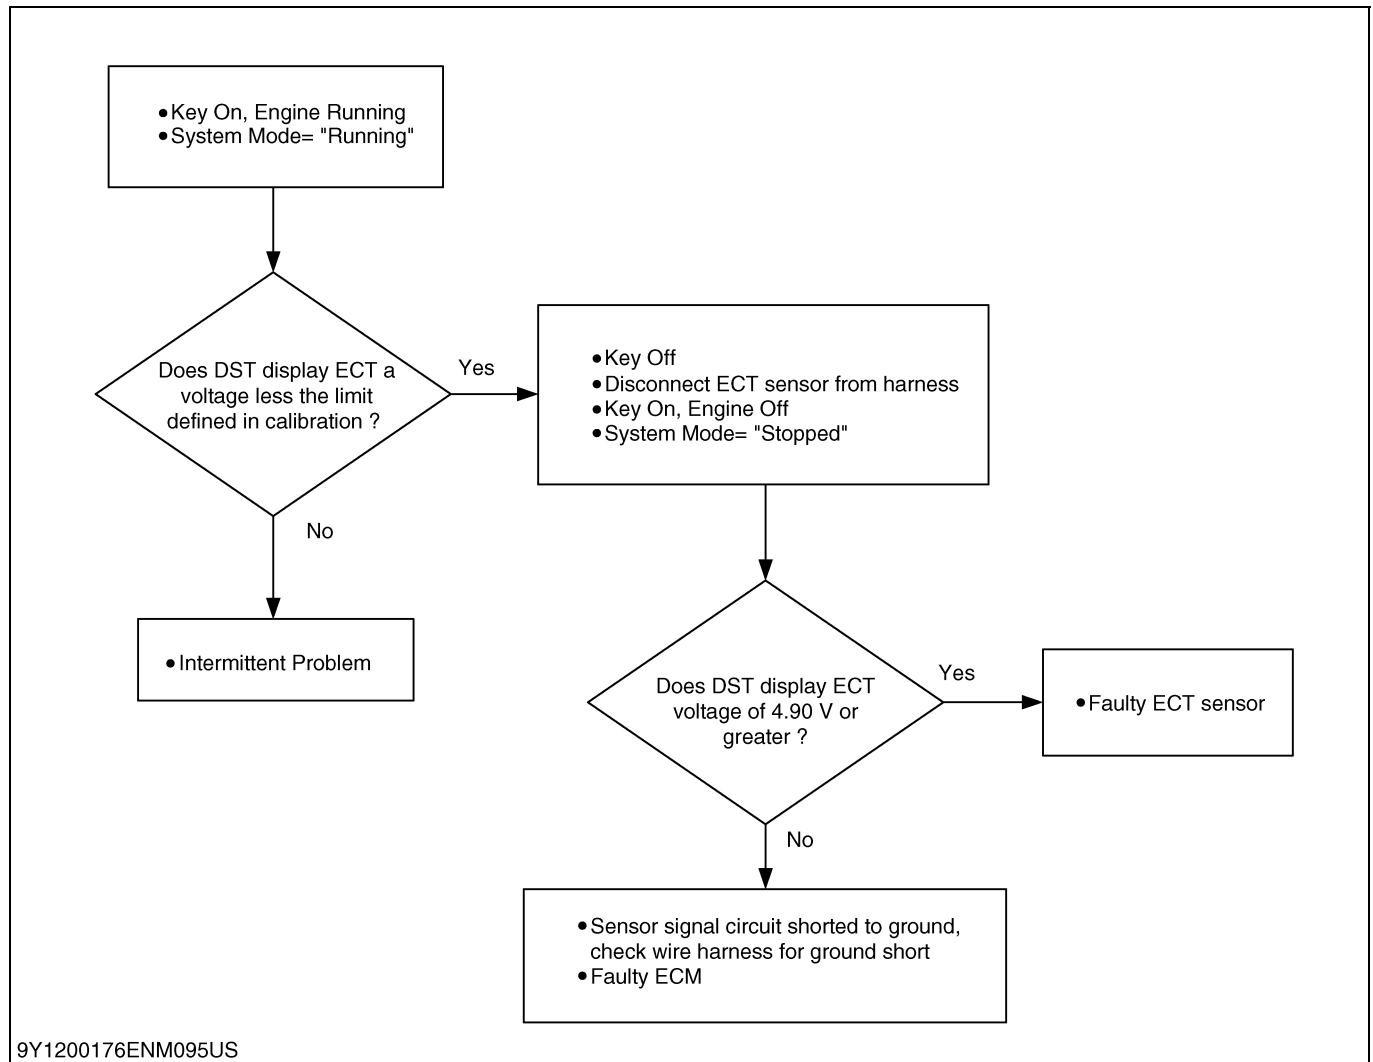 ●Key On, Engine Running
●System Mode= "Running"
Does DST display ECT a
voltage less the limit
defined in calibration ?
Yes
●Key Off
●Disconnect ECT sensor from harness
●Key On, Engine Off
●System Mode= "Stopped"
No
●Intermittent Problem
Does DST display ECT
voltage of 4.90 V or
greater ?
Yes
●Faulty ECT sensor
No
●Sensor signal circuit shorted to ground,
check wire harness for ground short
●Faulty ECM
9Y1200176ENM095US